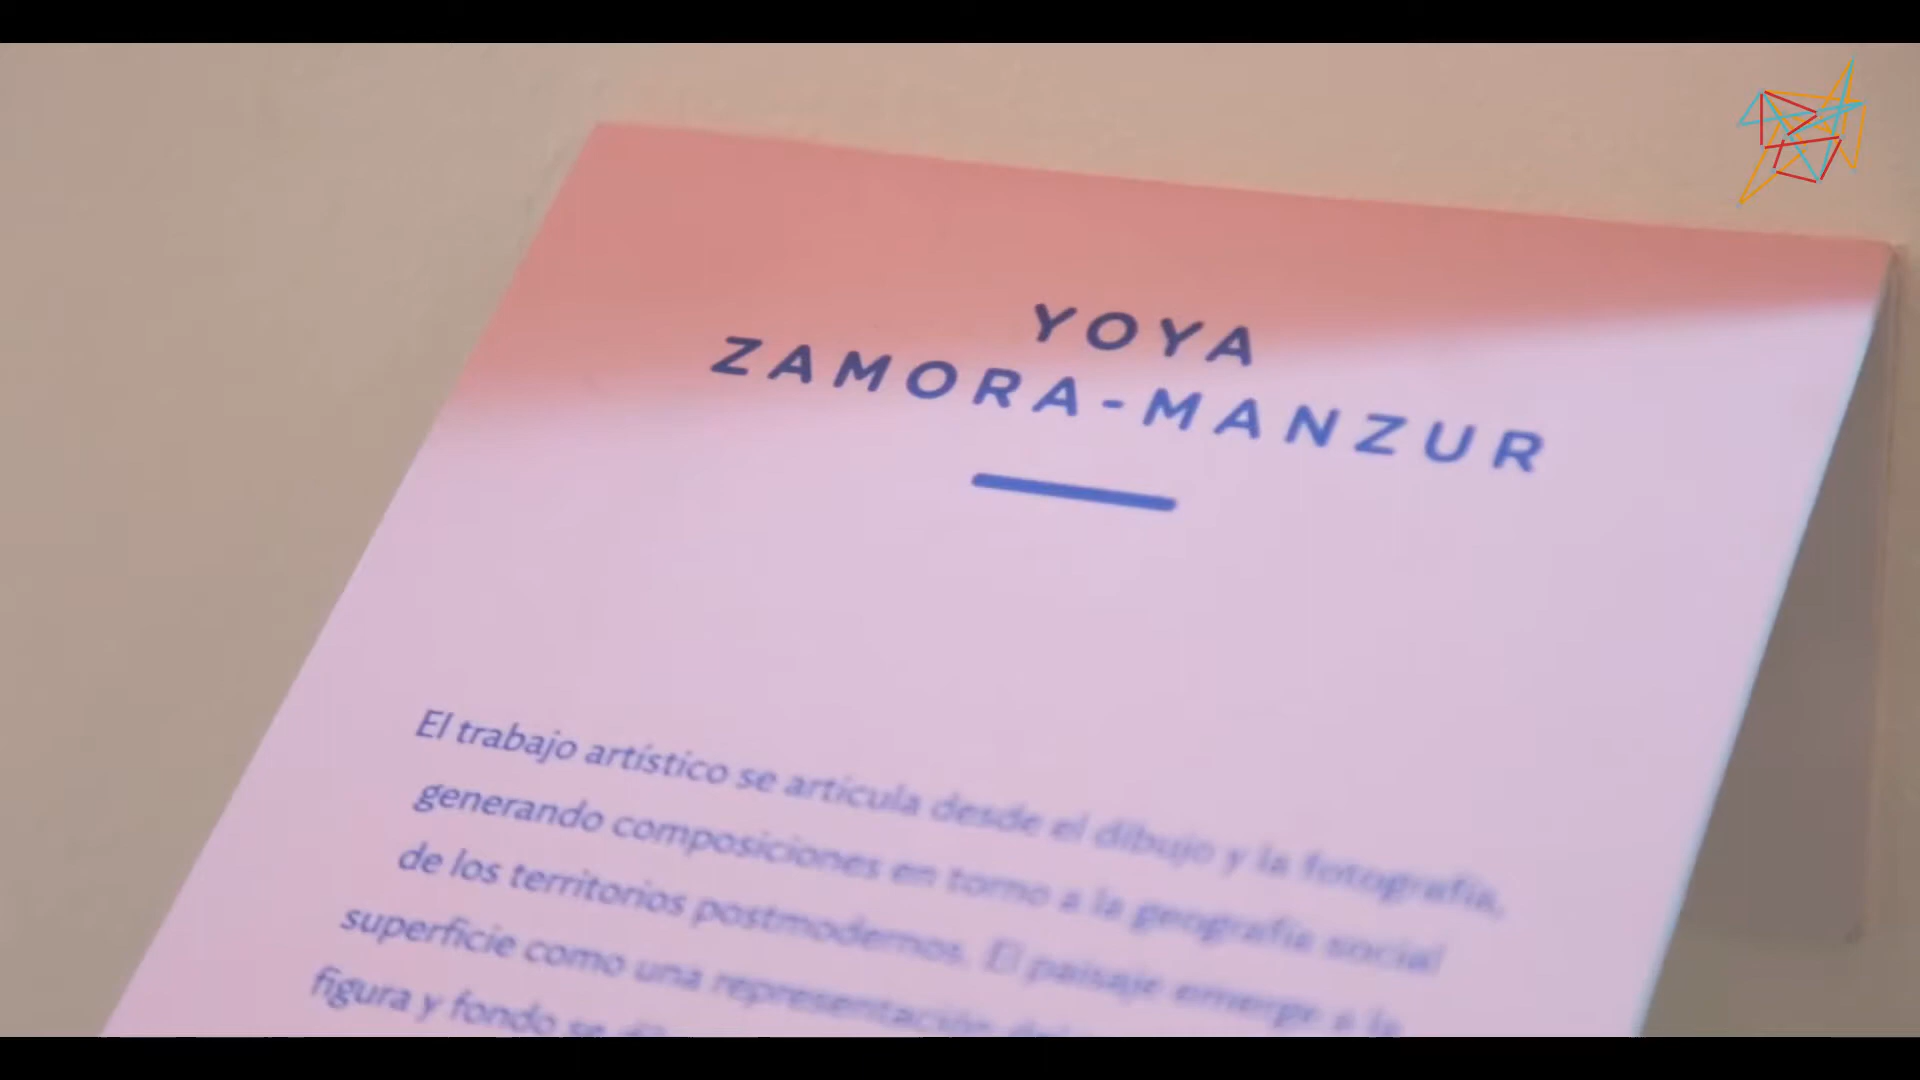 YOYA
ZAMORA-MANZUR
El trabajo artístico se articula desde el dibujo y la fotografía,
generando composiciones en torno a la geografía social
de los territorios postmodernos. El paisaje emerge a la
superficie como una representación
figura y fondo se